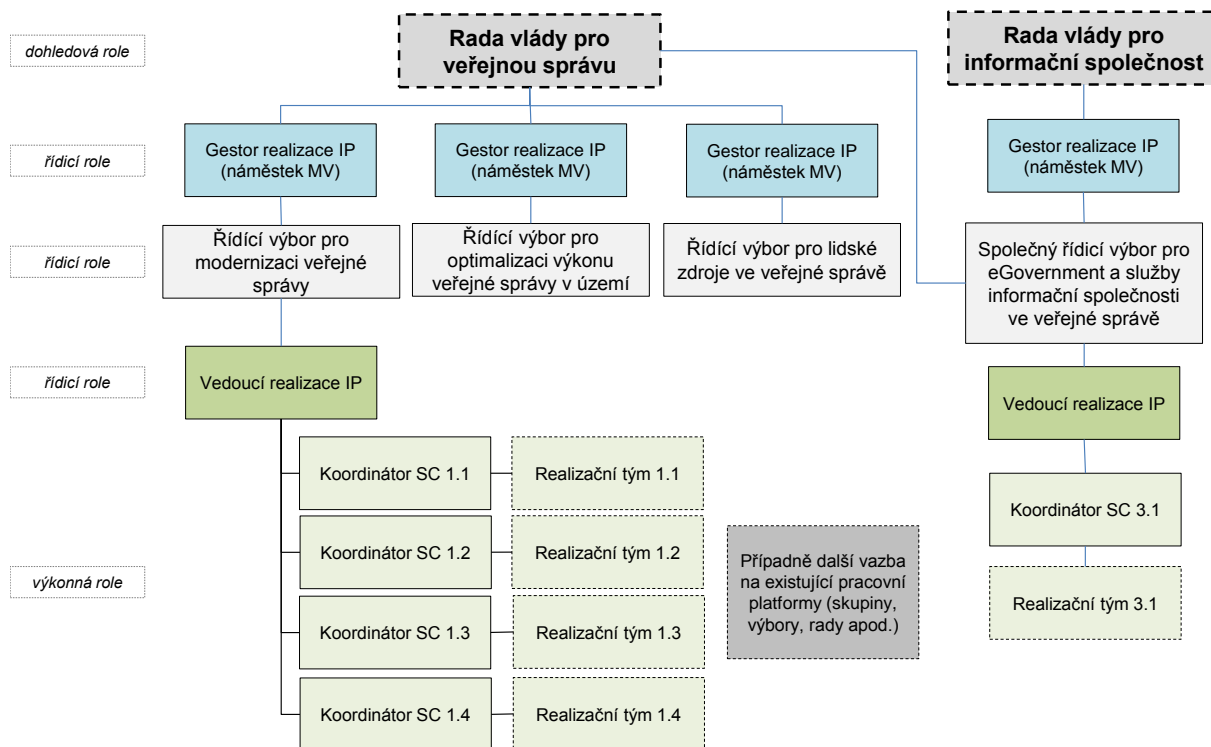 dohledová role
Rada vlády pro
veřejnou správu
Rada vlády pro
informační společnost
řídicí role
Gestor realizace IP
(náměstek MV)
Gestor realizace IP
(náměstek MV)
Gestor realizace IP
(náměstek MV)
Gestor realizace IP
(náměstek MV)
řídicí role
Řídící výbor pro
modernizaci veřejné
správy
Řídící výbor pro
optimalizaci výkonu
veřejné správy v území
Řídící výbor pro lidské
zdroje ve veřejné správě
Společný řídicí výbor pro
eGovernment a služby
informační společnosti
ve veřejné správě
řídicí role
Vedoucí realizace IP
Vedoucí realizace IP
výkonná role
Koordinátor SC 1.1
Realizační tým 1.1
Koordinátor SC 1.2
Realizační tým 1.2
Koordinátor SC 1.3
Realizační tým 1.3
Koordinátor SC 1.4
Realizační tým 1.4
Případně další vazba
na existující pracovní
platformy (skupiny,
výbory, rady apod.)
Koordinátor SC 3.1
Realizační tým 3.1